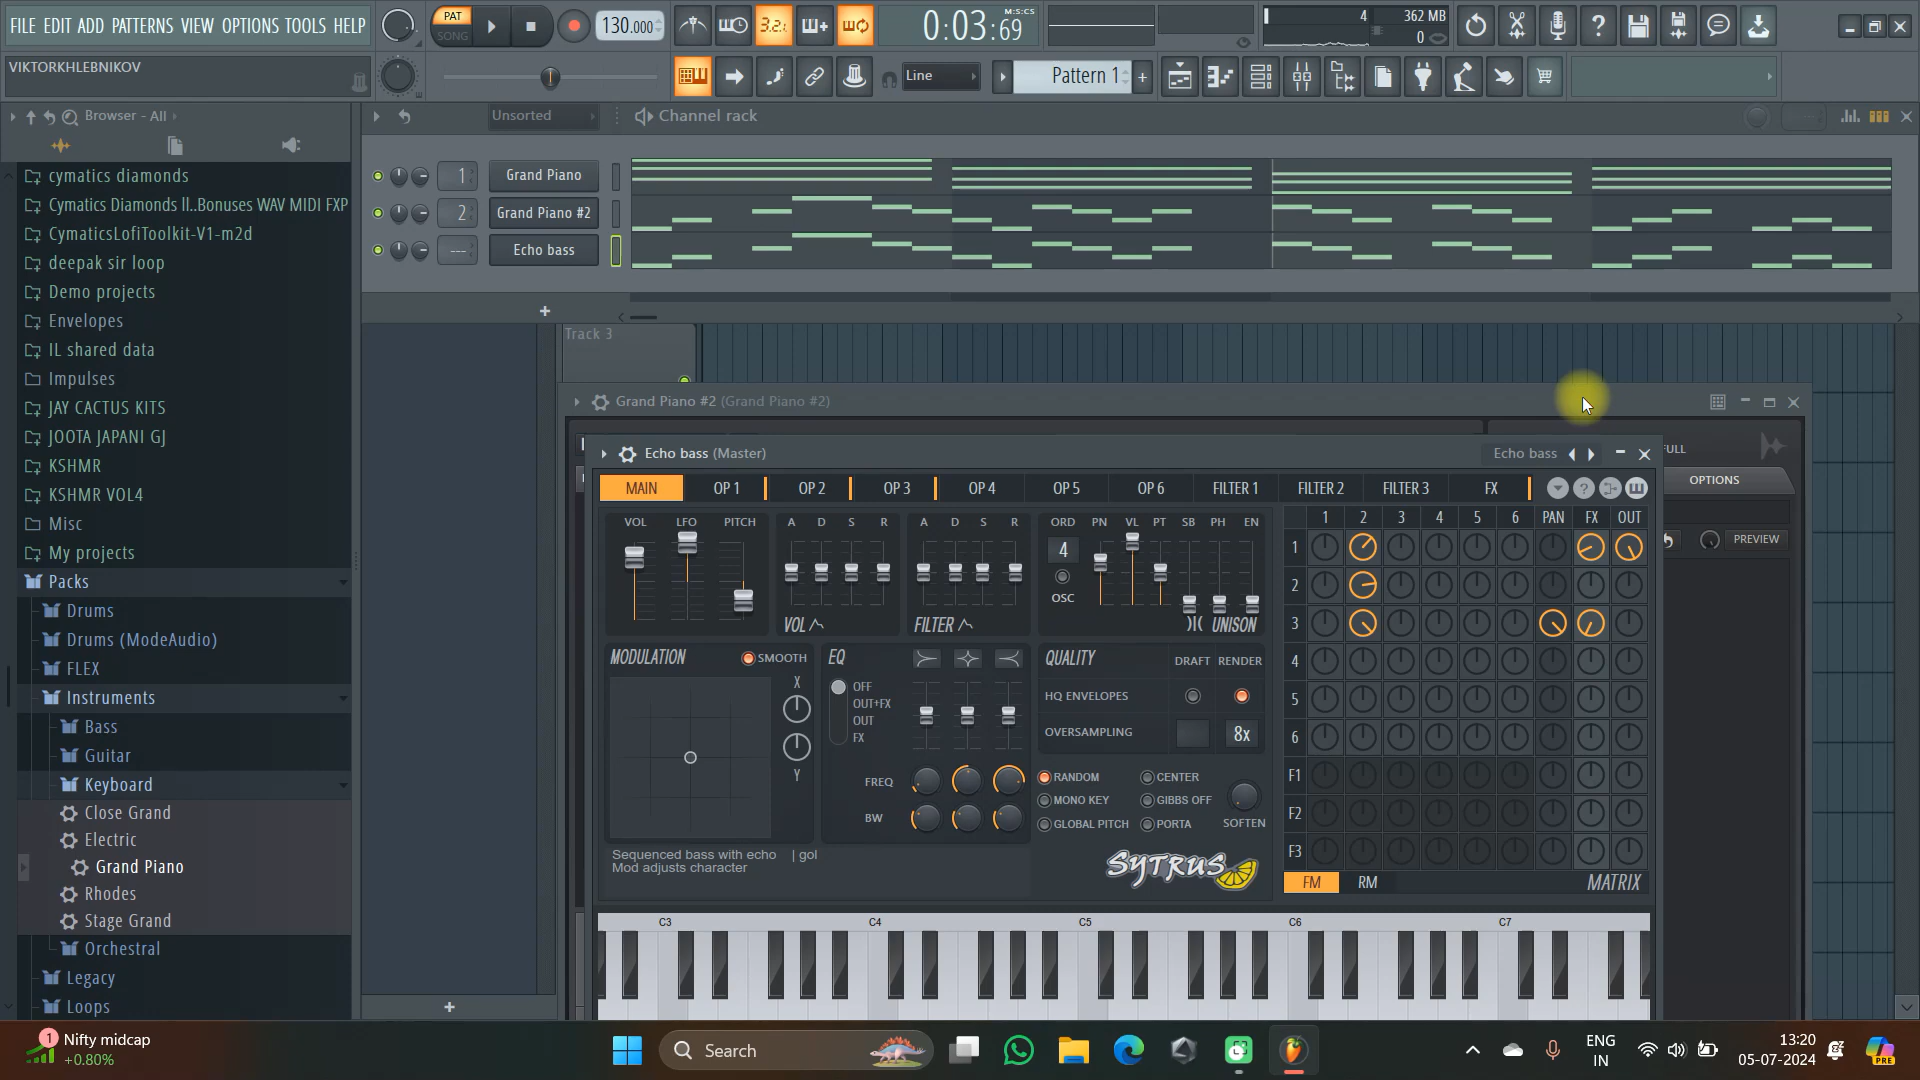 FILE EDIT ADD PATTERNS VIEW OPTIONS TOOLS HELP
PAT
SONG
130.000
3.2.
0:03 69
M:S:CS
4
362 MB
0
VIKTORKHLEBNIKOV
Line
Pattern 1
+
Browser - All
Unsorted
Channel rack
cymatics diamonds
Cymatics Diamonds II..Bonuses WAV MIDI FXP
CymaticsLofiToolkit-V1-m2d
deepak sir loop
Demo projects
Envelopes
IL shared data
Impulses
JAY CACTUS KITS
JOOTA JAPANI GJ
KSHMR
KSHMR VOL4
Misc
My projects
Packs
Drums
Drums (ModeAudio)
FLEX
Instruments
Bass
Guitar
Keyboard
Close Grand
Electric
Grand Piano
Rhodes
Stage Grand
Orchestral
Legacy
Loops
1 Grand Piano
2 Grand Piano #2
--- Echo bass
+
Track 3
Grand Piano #2 (Grand Piano #2)
FULL
OPTIONS
PREVIEW
Echo bass (Master)
Echo bass
MAIN OP 1 OP 2 OP 3 OP 4 OP 5 OP 6 FILTER 1 FILTER 2 FILTER 3 FX
VOL LFO PITCH
A D S R
VOL
A D S R
FILTER
ORD PN VL PT SB PH EN
4
OSC
UNISON
MODULATION
SMOOTH
X
Y
EQ
OFF
OUT+FX
OUT
FX
FREQ
BW
QUALITY DRAFT RENDER
HQ ENVELOPES
OVERSAMPLING 8x
RANDOM CENTER
MONO KEY GIBBS OFF
GLOBAL PITCH PORTA
SOFTEN
Sequenced bass with echo | gol
Mod adjusts character
SYTRUS
1 2 3 4 5 6 PAN FX OUT
1
2
3
4
5
6
F1
F2
F3
FM RM MATRIX
C3 C4 C5 C6 C7
+
1
Nifty midcap
+0.80%
Search
ENG
IN
13:20
05-07-2024
PRE